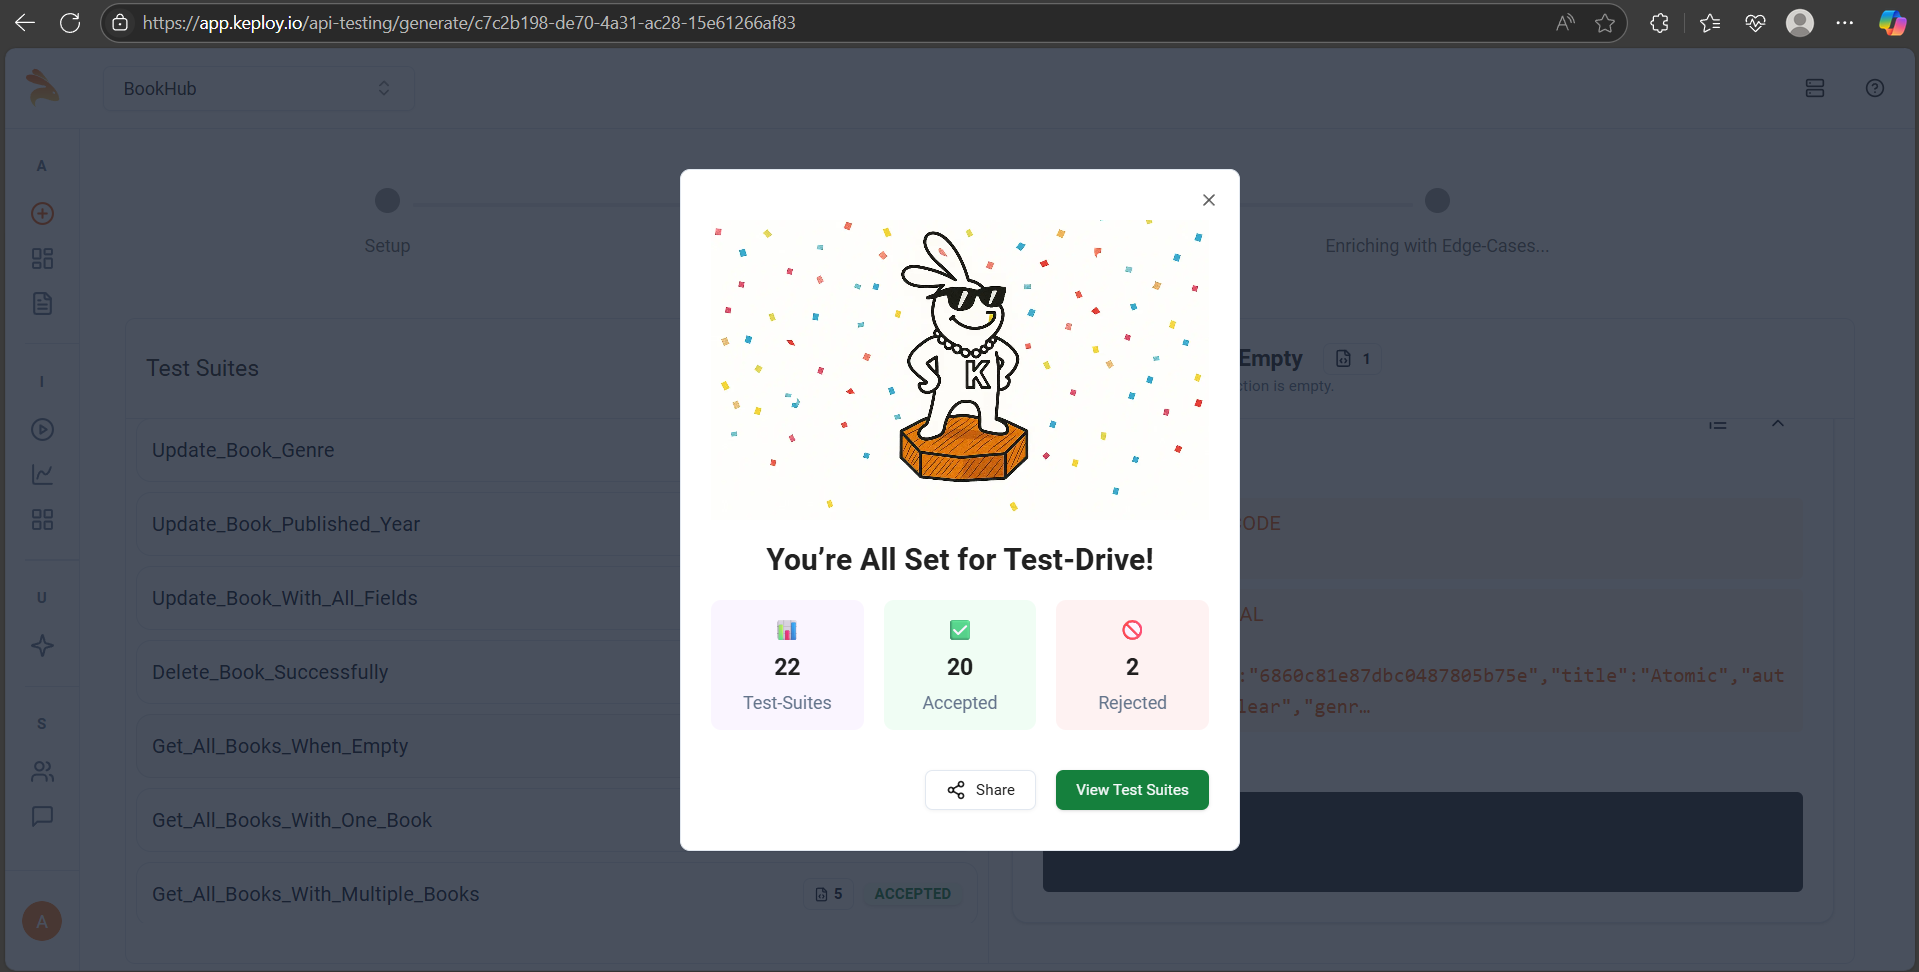 https://app.keploy.io/api-testing/generate/c7c2b198-de70-4a31-ac28-15e61266af83
BookHub
A
I
U
S
A
Setup
Enriching with Edge-Cases...
Test Suites
Update_Book_Genre
Update_Book_Published_Year
Update_Book_With_All_Fields
Delete_Book_Successfully
Get_All_Books_When_Empty
Get_All_Books_With_One_Book
Get_All_Books_With_Multiple_Books
5
ACCEPTED
Empty
1
ction is empty.
ODE
AL
:"6860c81e87dbc0487805b75e","title":"Atomic","aut
lear","genr…
K
You’re All Set for Test-Drive!
22
Test-Suites
20
Accepted
2
Rejected
Share
View Test Suites